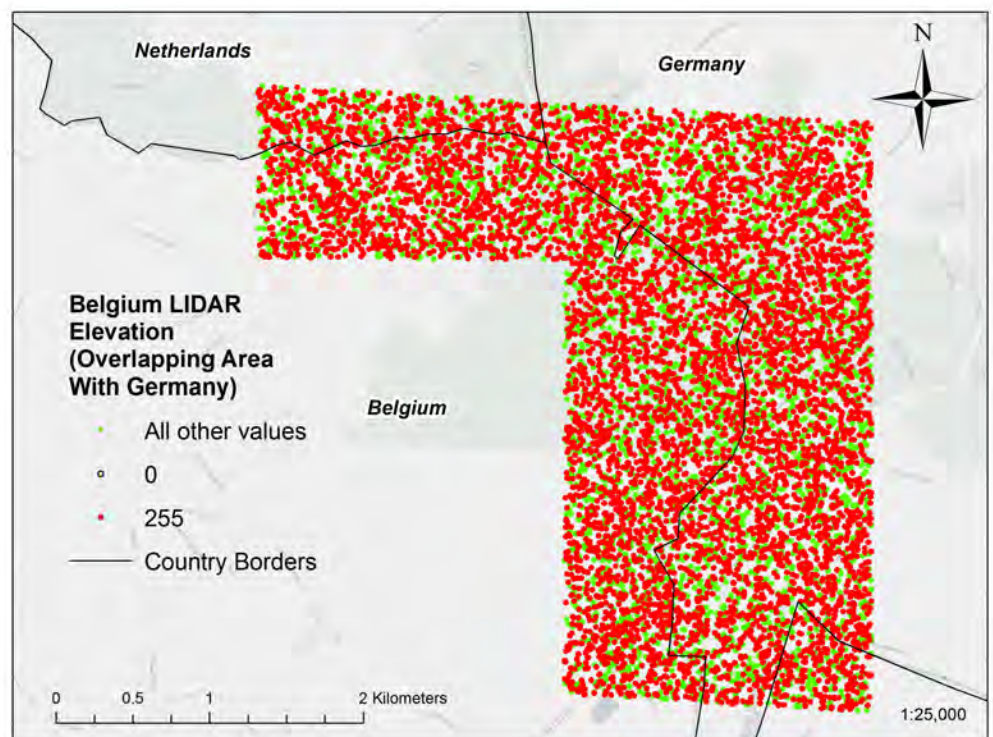 Netherlands
Germany
N
Belgium LIDAR
Elevation
(Overlapping Area
With Germany)
All other values
0
255
Country Borders
Belgium
0 0.5 1 2 Kilometers
1:25,000